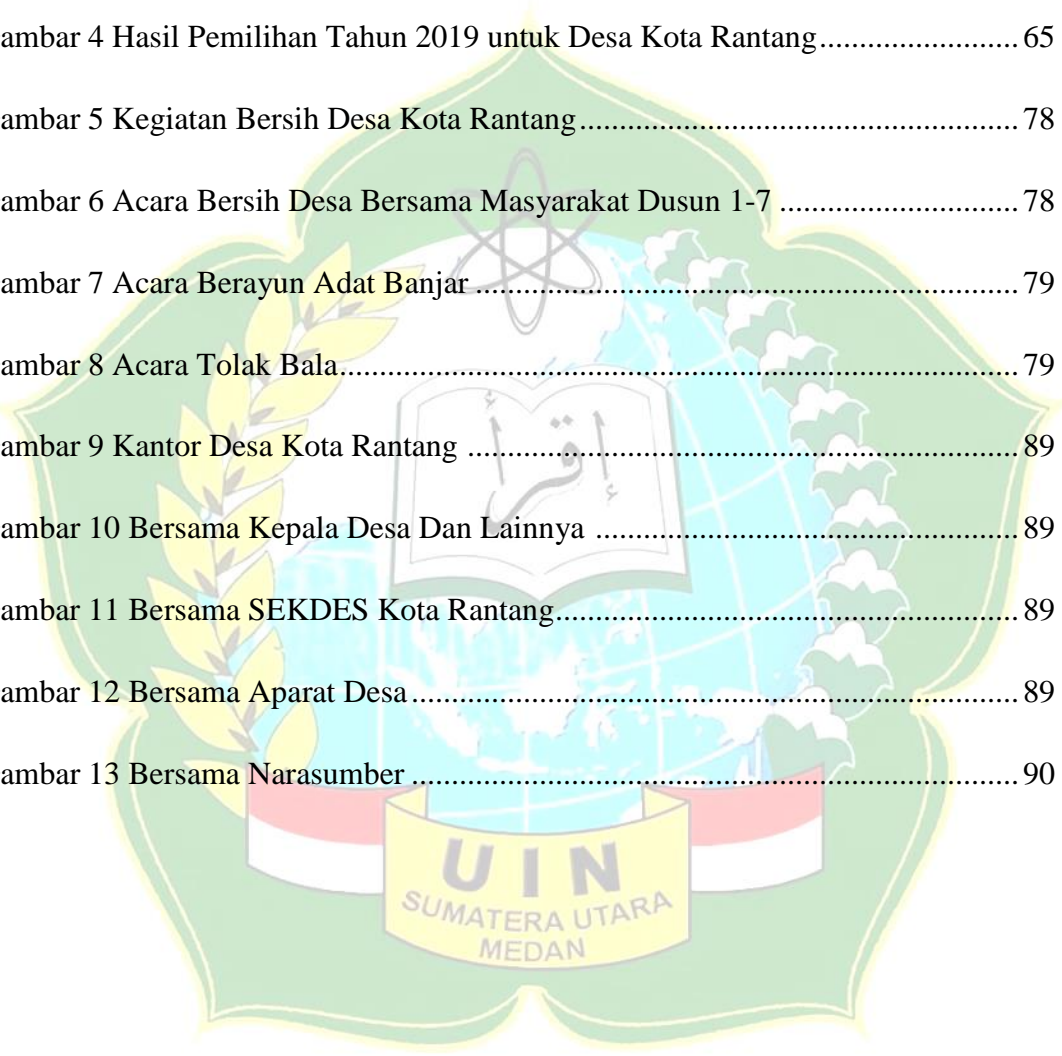 ambar 4 Hasil Pemilihan Tahun 2019 untuk Desa Kota Rantang........................ 65
ambar 5 Kegiatan Bersih Desa Kota Rantang..................................................... 78
ambar 6 Acara Bersih Desa Bersama Masyarakat Dusun 1-7 ............................. 78
ambar 7 Acara Berayun Adat Banjar .................................................................. 79
ambar 8 Acara Tolak Bala................................................................................... 79
إقرأ
ambar 9 Kantor Desa Kota Rantang ................................................................... 89
ambar 10 Bersama Kepala Desa Dan Lainnya ................................................... 89
ambar 11 Bersama SEKDES Kota Rantang........................................................ 89
ambar 12 Bersama Aparat Desa.......................................................................... 89
ambar 13 Bersama Narasumber .......................................................................... 90
UIN
SUMATERA UTARA
MEDAN